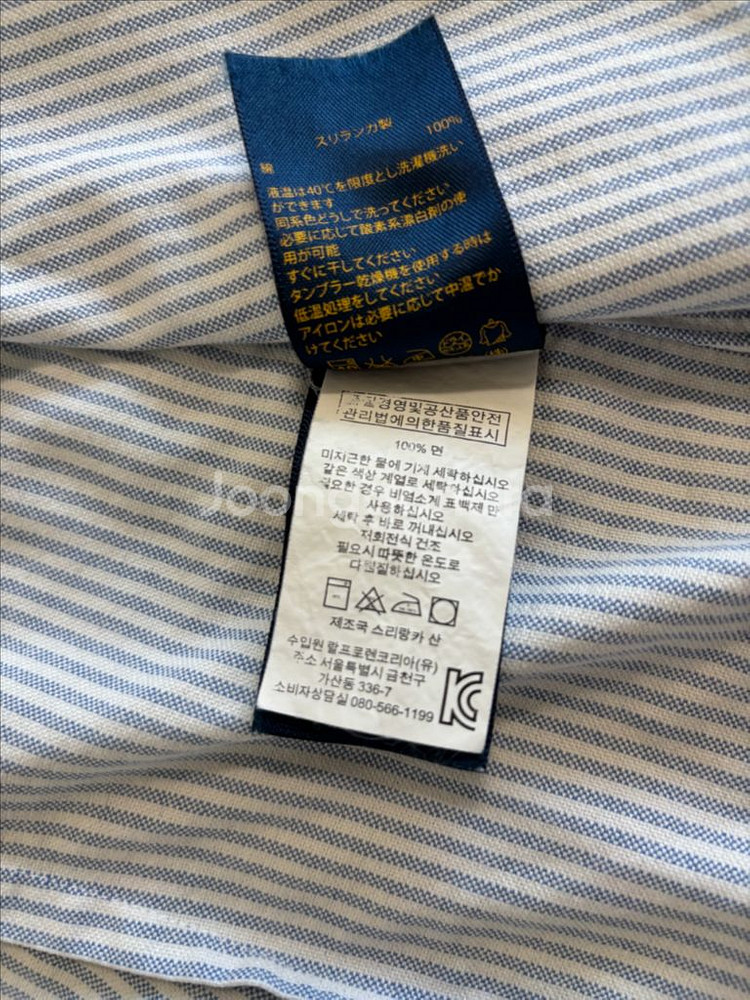 スリランカ製
綿 100%
液温は40℃を限度とし洗濯機洗い
ができます
同系色どうしで洗ってください
必要に応じて酸素系漂白剤の使
用が可能
すぐに干してください
タンブラー乾燥機を使用する時は
低温処理をしてください
アイロンは必要に応じて中温でか
けてください
품질경영및공산품안전
관리법에의한품질표시
100% 면
미지근한 물에 기계 세탁하십시오
같은 색상 계열로 세탁하십시오
필요한 경우 비염소계 표백제 만
사용하십시오
세탁 후 바로 꺼내십시오
저회전식 건조
필요시 따뜻한 온도로
다림질하십시오
제조국 스리랑카 산
수입원 랄프로렌코리아(유)
주소 서울특별시 금천구
가산동 336-7
소비자상담실 080-566-1199